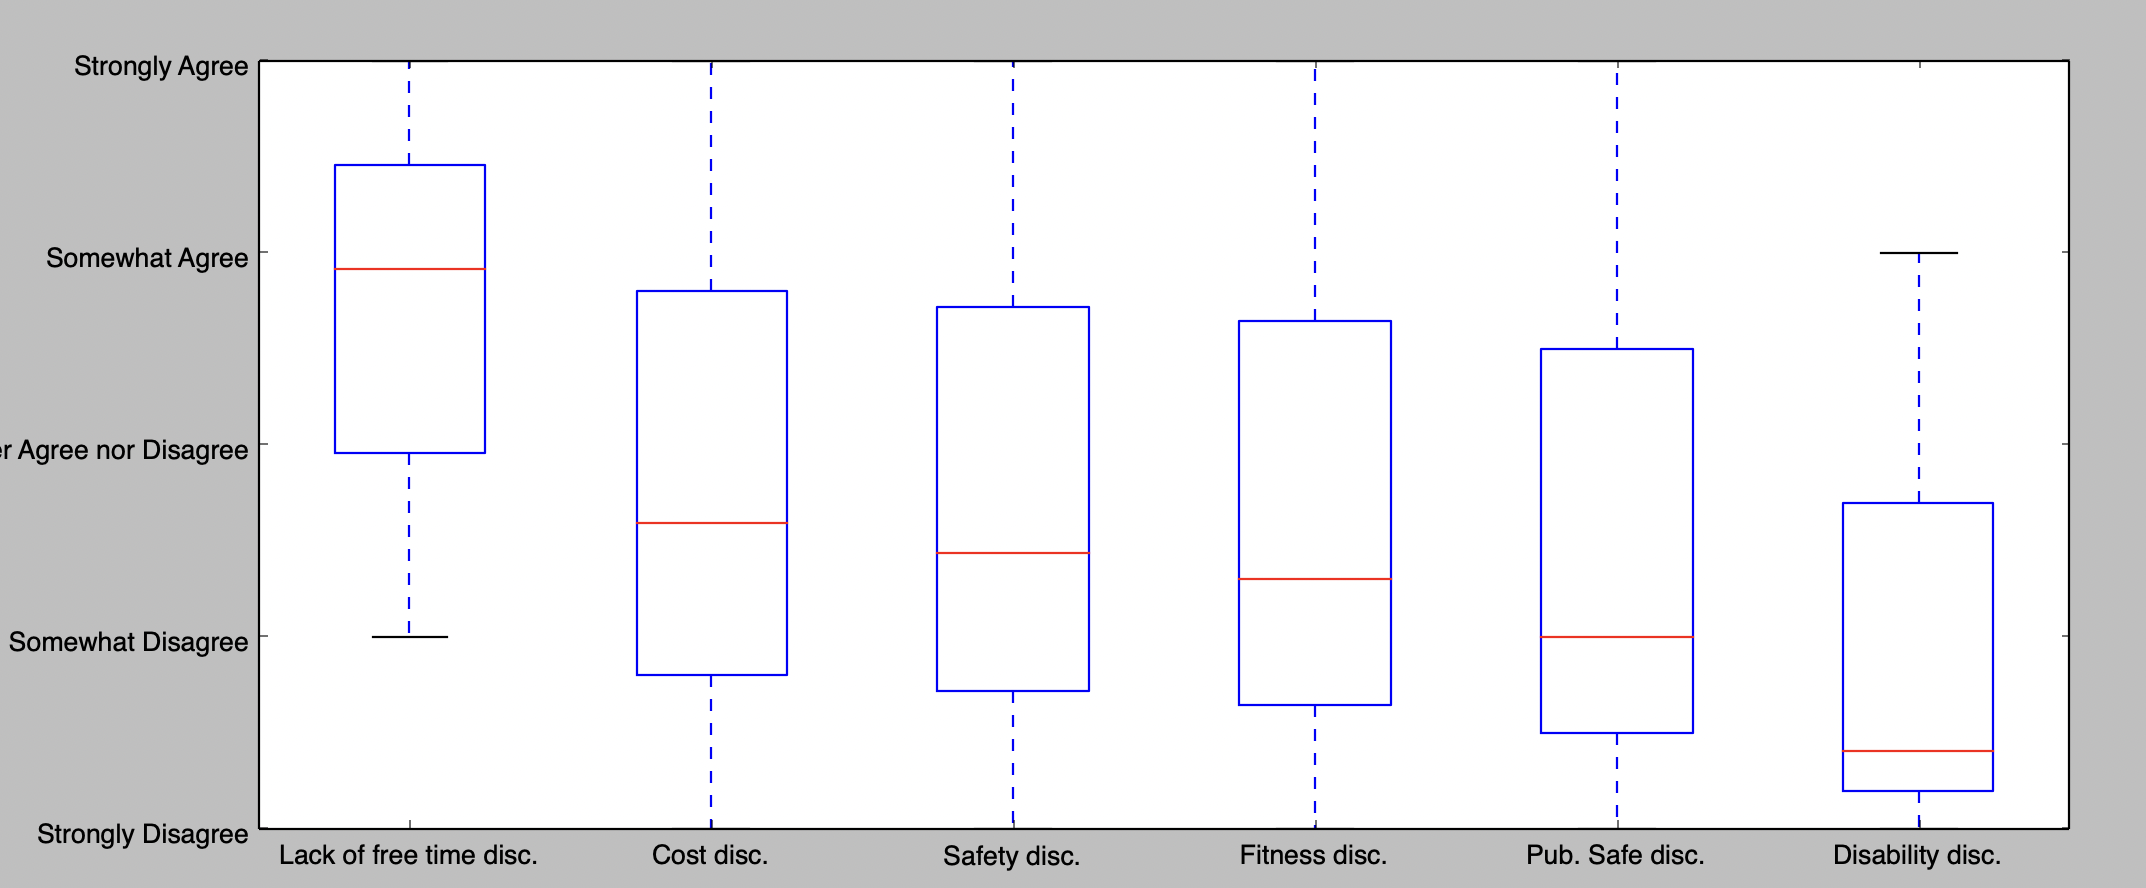 Strongly Agree
Somewhat Agree
Agree nor Disagree
Somewhat Disagree
Strongly Disagree
Lack of free time disc. Cost disc. Safety disc. Fitness disc. Pub. Safe disc. Disability disc.